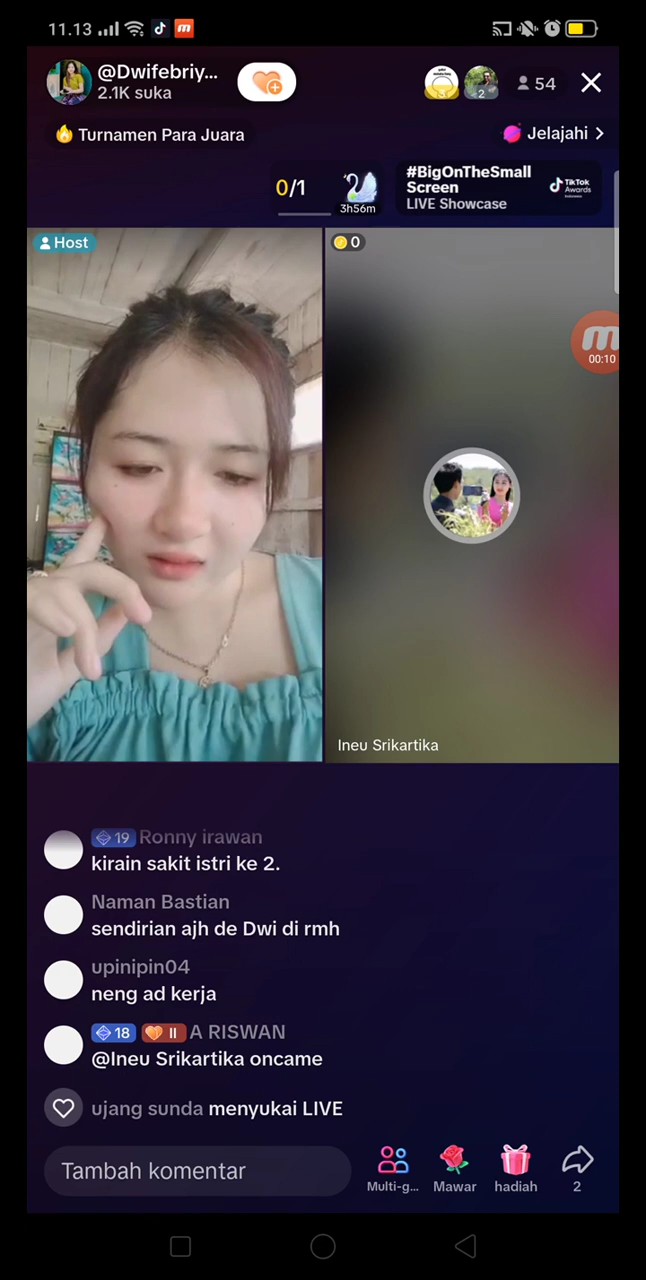 11.13
@Dwifebriy...
2.1K suka
3
2
54
Turnamen Para Juara
Jelajahi >
0/1
3h56m
#BigOnTheSmall
Screen
LIVE Showcase
TikTok
Awards
Host
0
00:10
Ineu Srikartika
19 Ronny irawan
kirain sakit istri ke 2.
Naman Bastian
sendirian ajh de Dwi di rmh
upinipin04
neng ad kerja
18 II A RISWAN
@Ineu Srikartika oncame
ujang sunda menyukai LIVE
Tambah komentar
Multi-g...
Mawar
hadiah
2